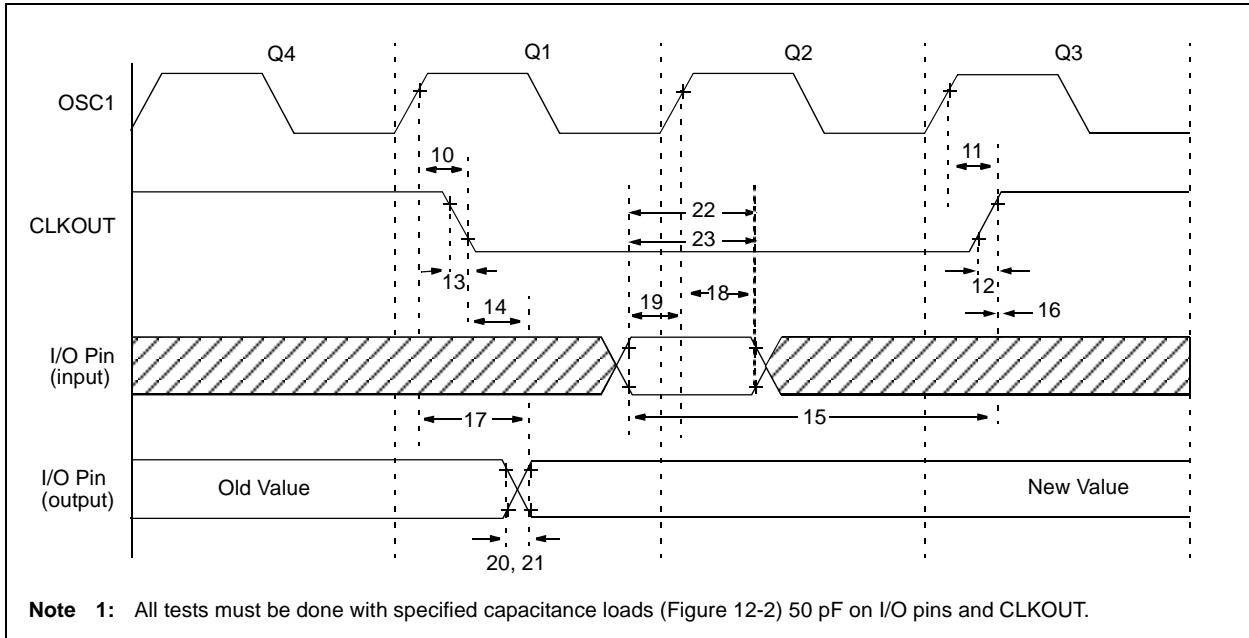 Q4 Q1 Q2 Q3
OSC1
10 11
22
CLKOUT
23
13 12
19 18
14 16
I/O Pin
(input)
17 15
I/O Pin
(output)
Old Value New Value
20, 21
Note 1: All tests must be done with specified capacitance loads (Figure 12-2) 50 pF on I/O pins and CLKOUT.